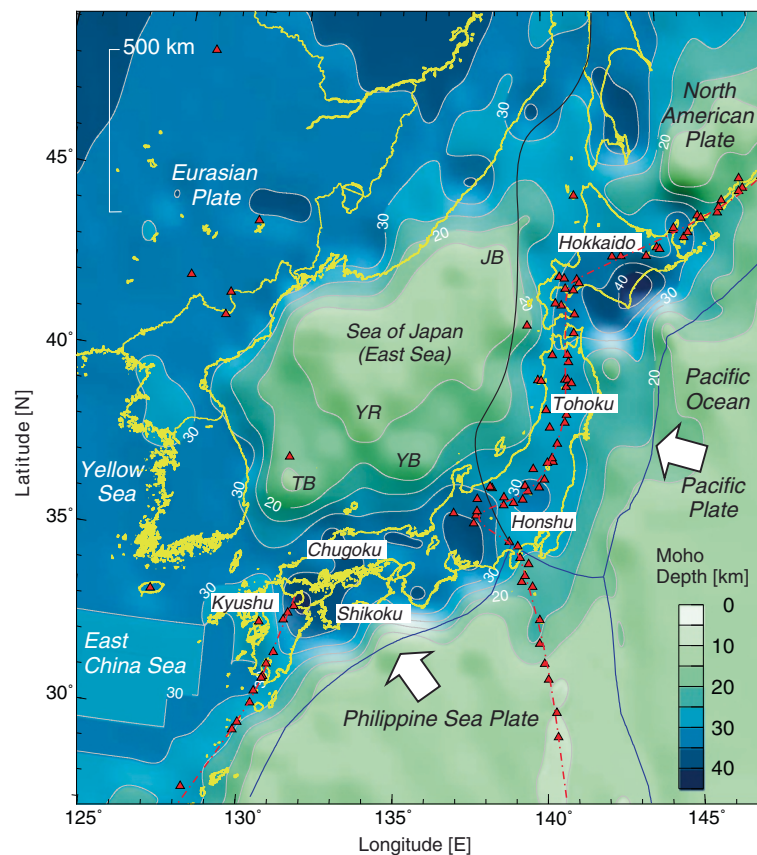 500 km
30
North
American
Plate
20
45°
Latitude [N]
Eurasian
Plate
30
20
Hokkaido
JB
40
30
20
40°
Sea of Japan
(East Sea)
20
Pacific
Ocean
YR
Tohoku
30
Yellow
Sea
YB
TB
30
20
30
Pacific
Plate
35°
Honshu
Chugoku
30
20
Moho
Depth [km]
Kyushu
30
Shikoku
0
10
20
30
40
East
China Sea
30
30
30°
Philippine Sea Plate
125°
130°
135°
140°
145°
Longitude [E]